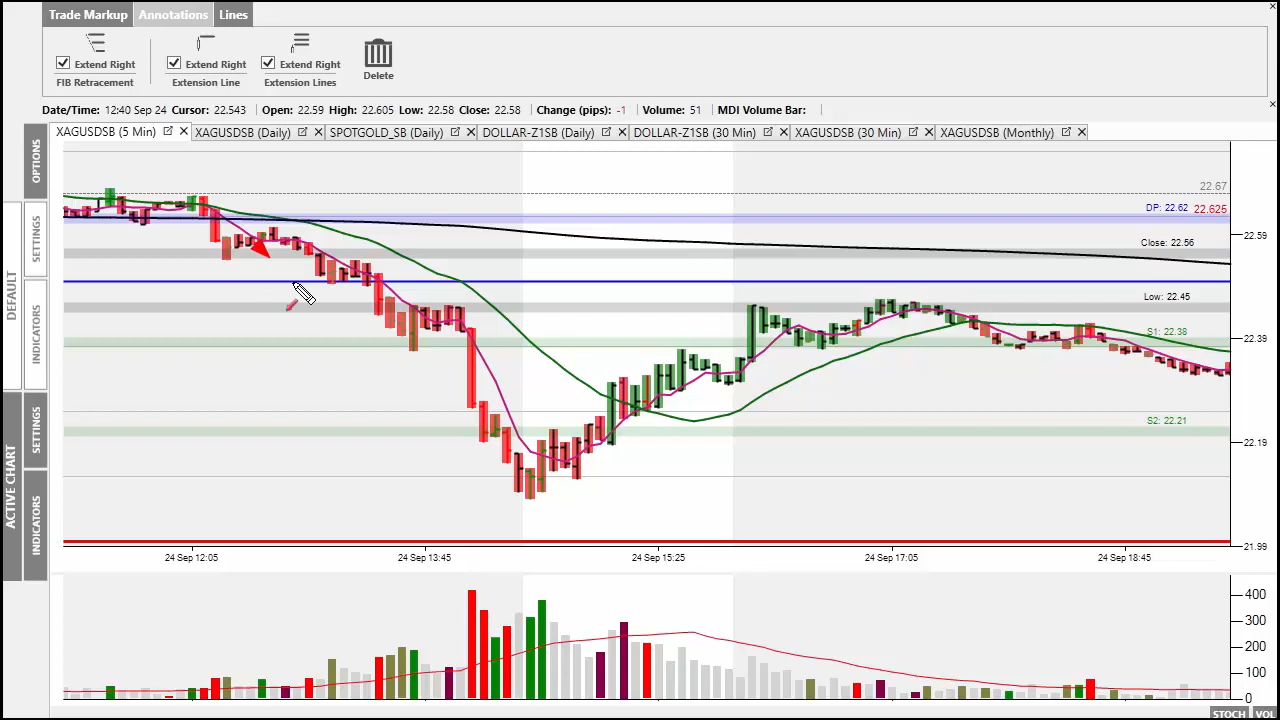 Trade Markup Annotations Lines
Extend Right Extend Right Extend Right
FIB Retracement Extension Line Extension Lines Delete
Date/Time: 12:40 Sep 24 Cursor: 22.543 Open: 22.59 High: 22.605 Low: 22.58 Close: 22.58 Change (pips): -1 Volume: 51 MDI Volume Bar:
XAGUSDSB (5 Min) XAGUSDSB (Daily) SPOTGOLD_SB (Daily) DOLLAR-Z1SB (Daily) DOLLAR-Z1SB (30 Min) XAGUSDSB (30 Min) XAGUSDSB (Monthly)
OPTIONS
DEFAULT
SETTINGS
INDICATORS
ACTIVE CHART
SETTINGS
INDICATORS
22.67
DP: 22.62 22.625
22.59
Close: 22.56
Low: 22.45
S1: 22.38
22.39
S2: 22.21
22.19
21.99
24 Sep 12:05 24 Sep 13:45 24 Sep 15:25 24 Sep 17:05 24 Sep 18:45
400
300
200
100
0
STOCH VOL